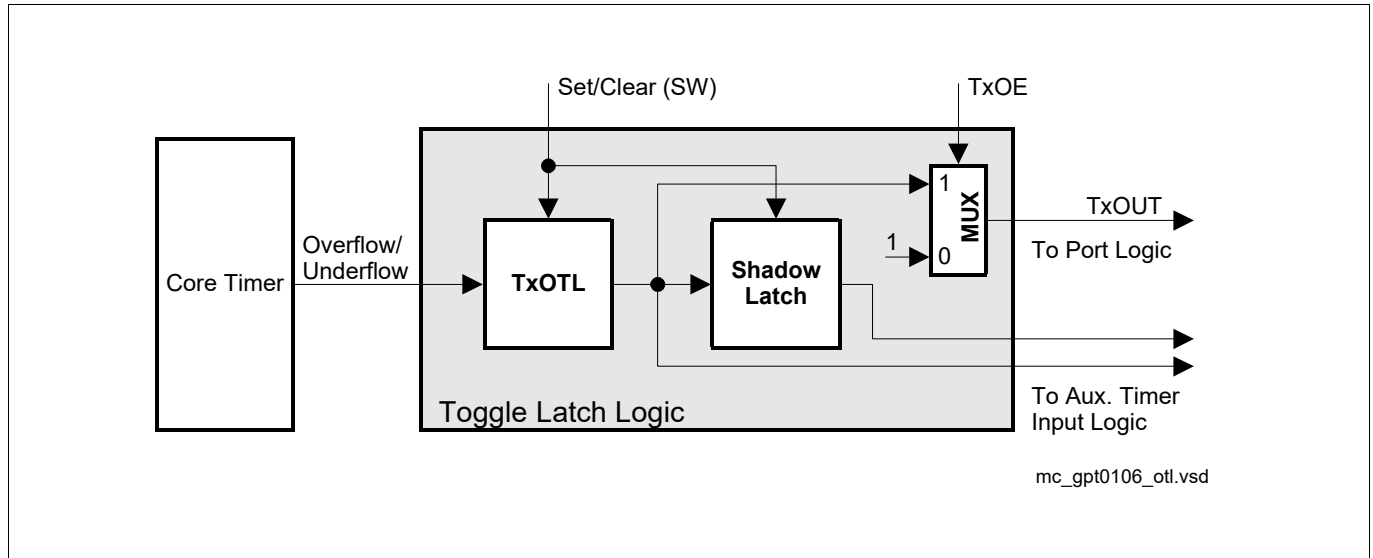 Set/Clear (SW)
TxOE
Core Timer
Overflow/
Underflow
TxOTL
Shadow
Latch
1
1
0
MUX
TxOUT
To Port Logic
To Aux. Timer
Input Logic
Toggle Latch Logic
mc_gpt0106_otl.vsd